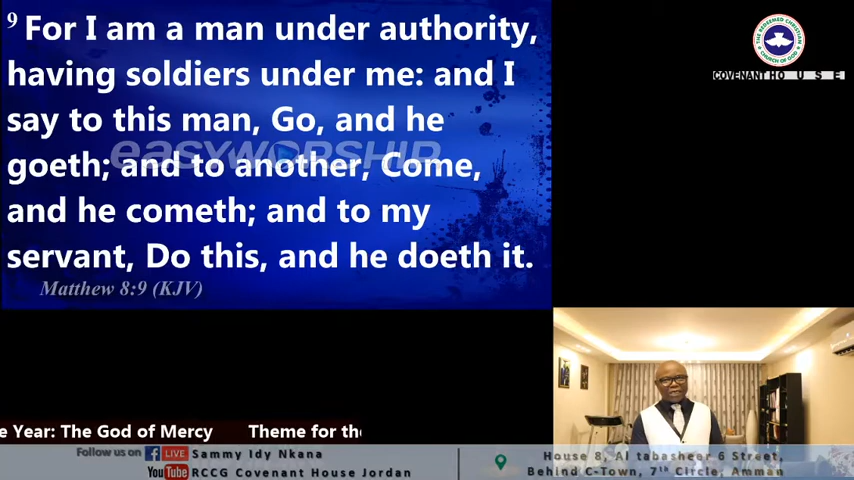 9 For I am a man under authority,
having soldiers under me: and I
say to this man, Go, and he
goeth; and to another, Come,
and he cometh; and to my
servant, Do this, and he doeth it.
Matthew 8:9 (KJV)
easyworship
THE REDEEMED CHRISTIAN CHURCH OF GOD
COVENANT HOUSE
e Year: The God of Mercy Theme for the
Follow us on f LIVE Sammy Idy Nkana
YouTube RCCG Covenant House Jordan
House 8, Al tabasheer 6 Street,
Behind C-Town, 7th Circle, Amman